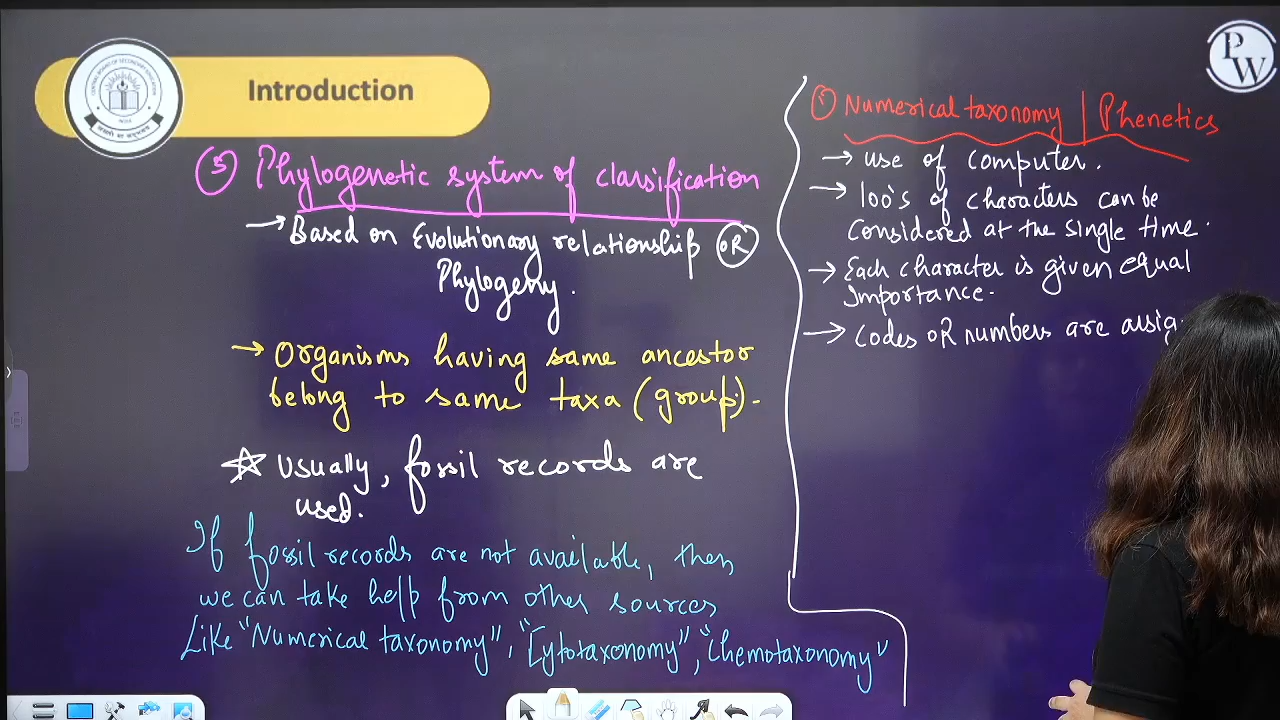 Introduction
PW
⑤ Phylogenetic system of classification
→ Based on Evolutionary relationship OR
Phylogeny.
→ Organisms having same ancestor
belong to same taxa (group).
☆ Usually, fossil records are
used.
If fossil records are not available, then
we can take help from other sources
Like "Numerical taxonomy", "Cytotaxonomy", "Chemotaxonomy"
① Numerical taxonomy | Phenetics
→ use of computer.
→ 100's of characters can be
considered at the single time.
→ Each character is given equal
Importance.
→ Codes OR numbers are assig